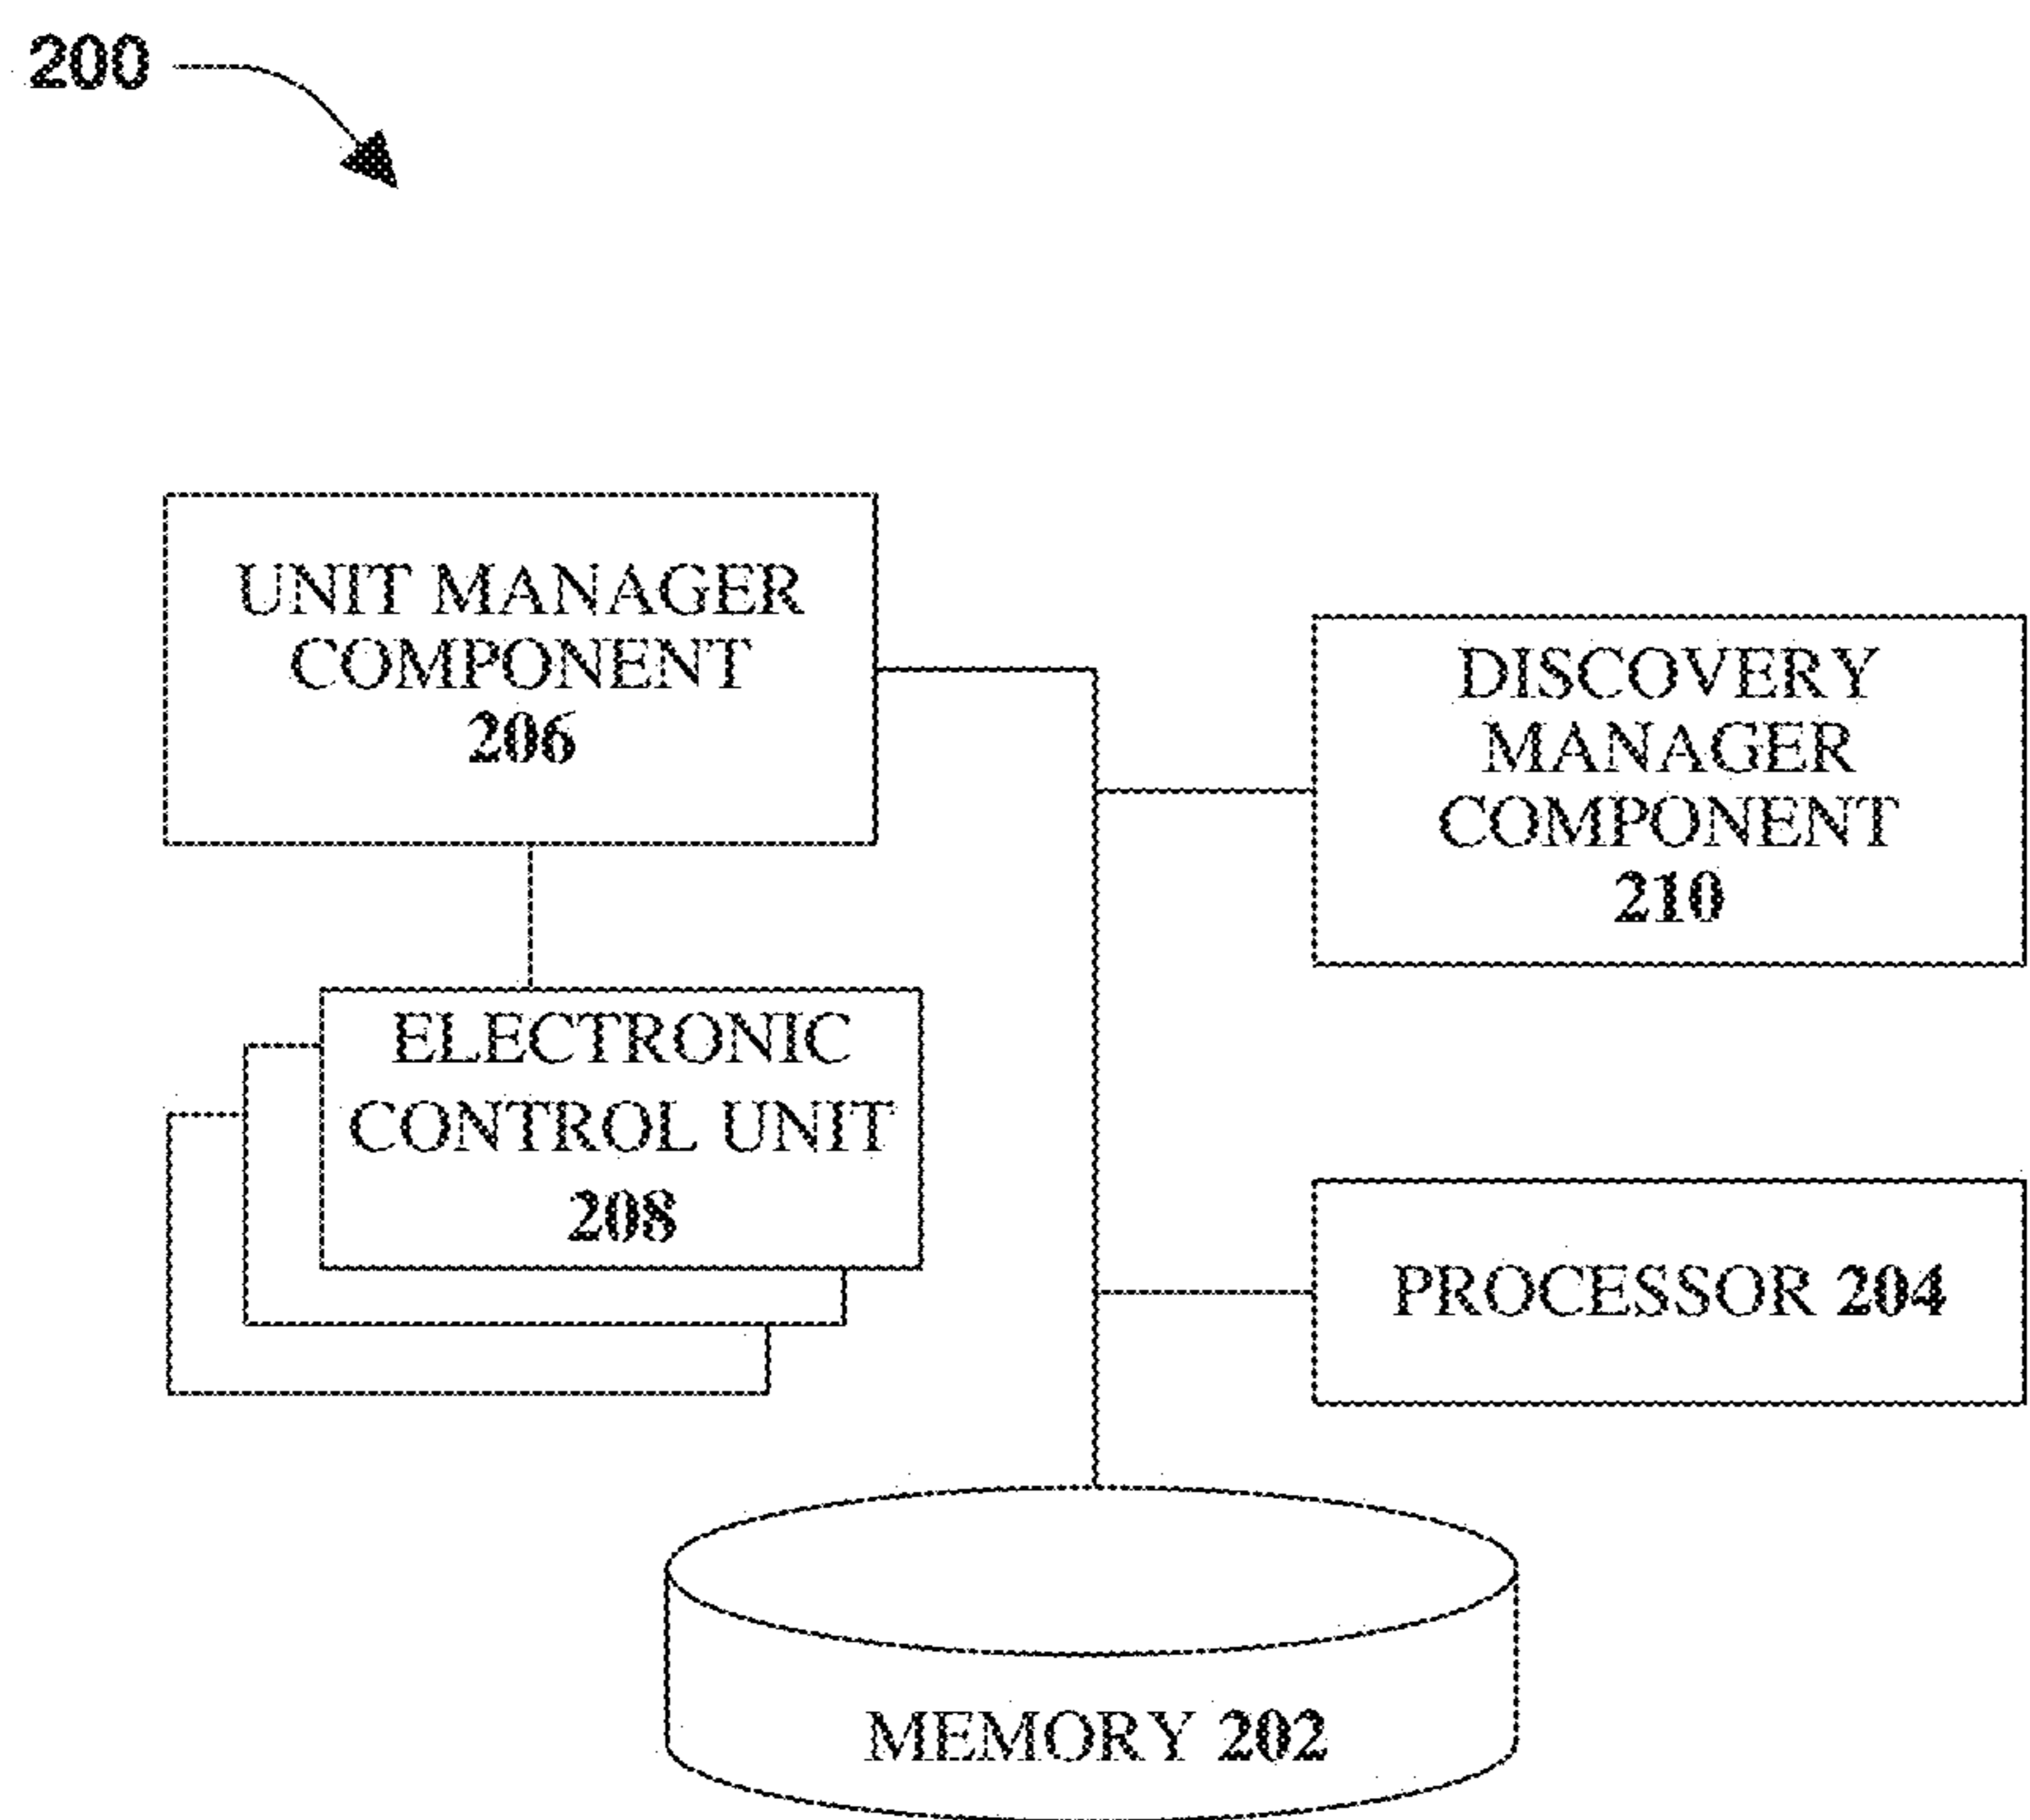 200
UNIT MANAGER
COMPONENT
206
DISCOVERY
MANAGER
COMPONENT
210
ELECTRONIC
CONTROL UNIT
208
PROCESSOR 204
MEMORY 202